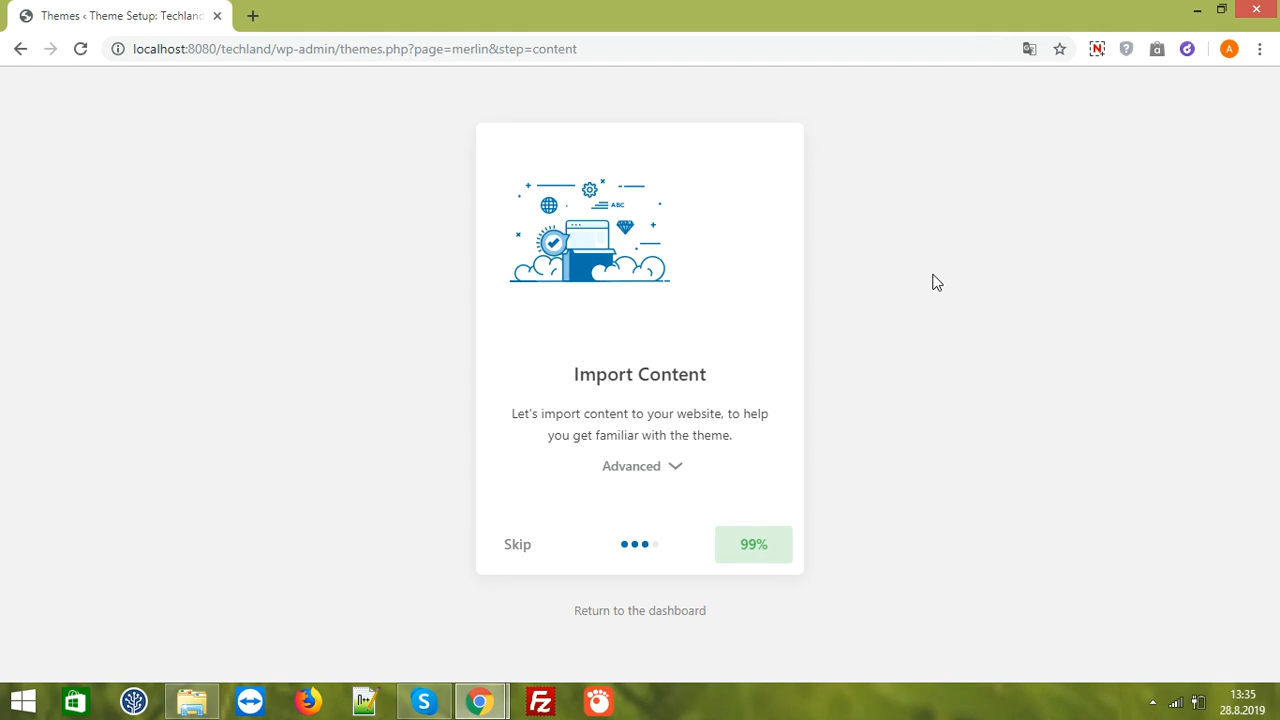 Themes ‹ Theme Setup: Techland
localhost:8080/techland/wp-admin/themes.php?page=merlin&step=content
A
ABC
Import Content
Let's import content to your website, to help
you get familiar with the theme.
Advanced
Skip
99%
Return to the dashboard
13:35
28.8.2019